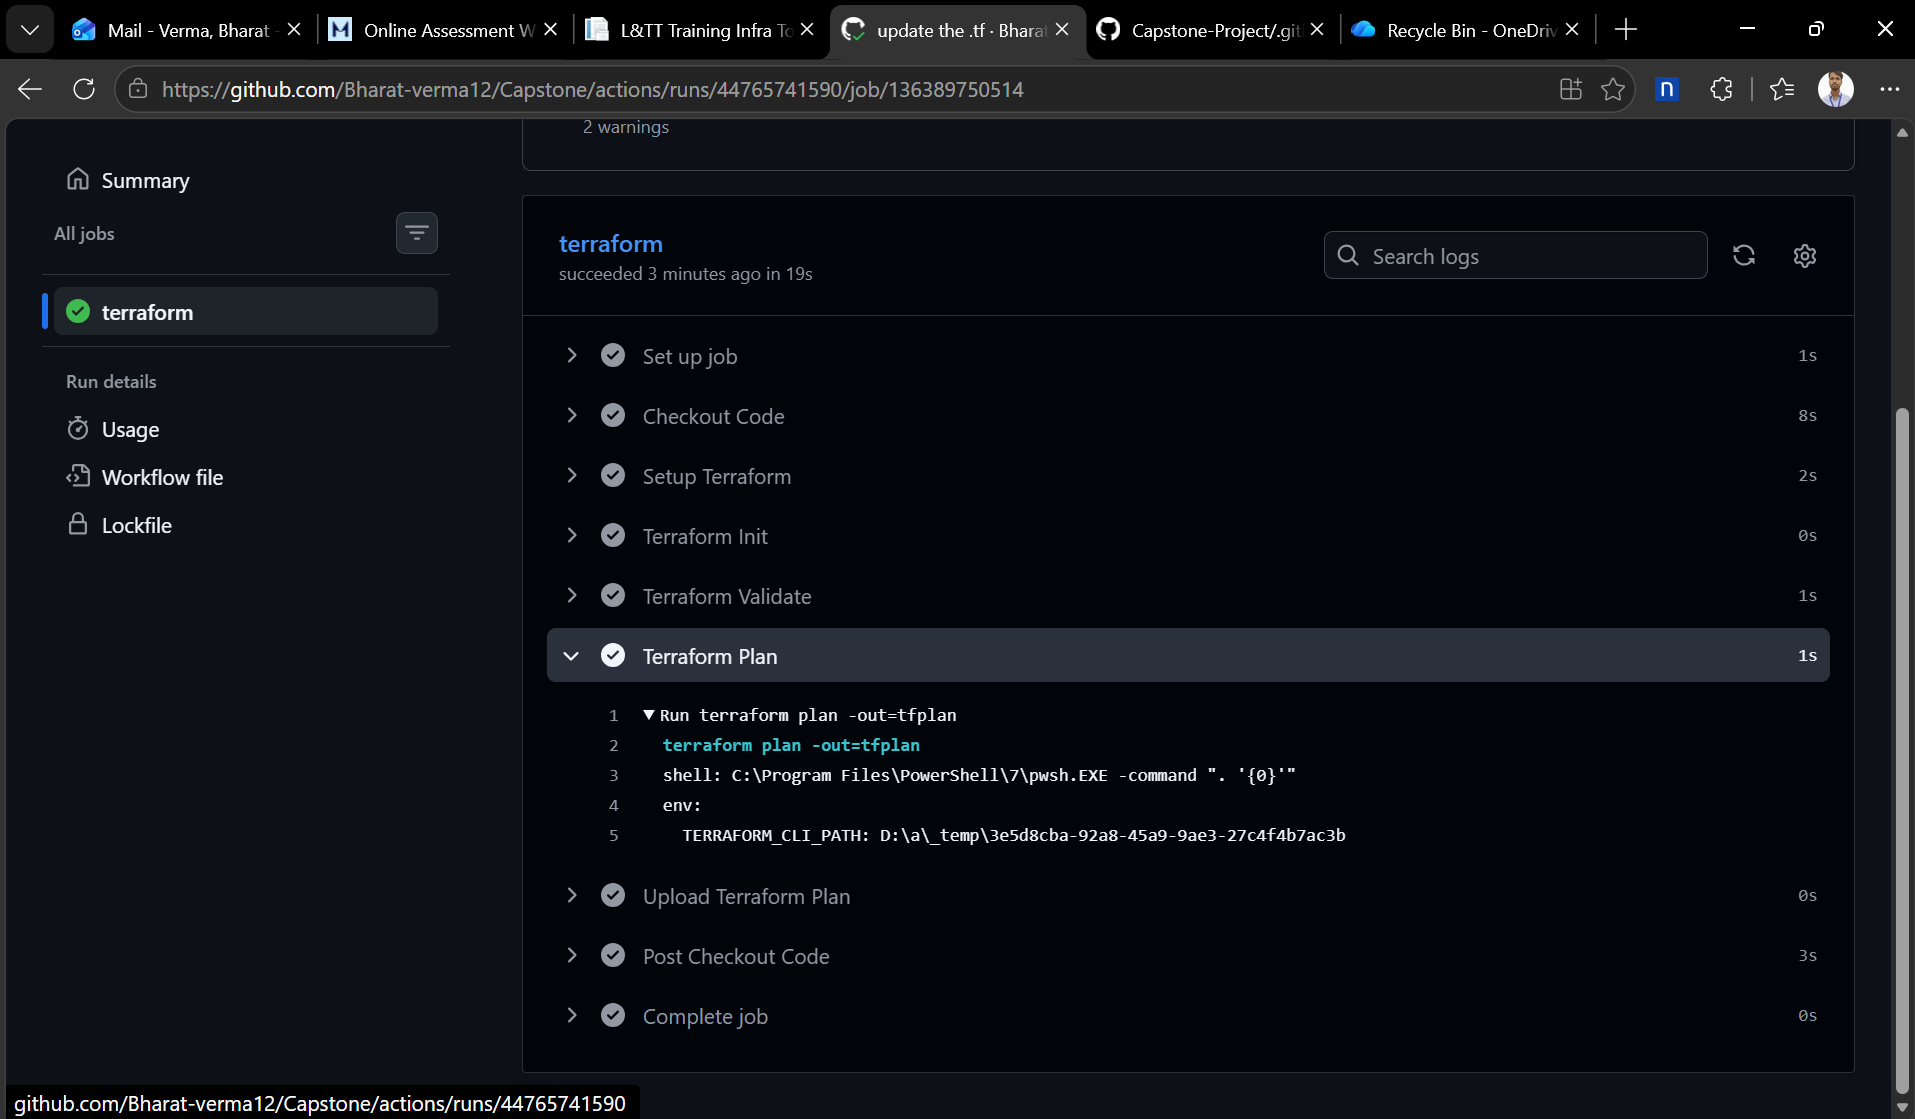 Mail - Verma, Bharat -
Online Assessment W
L&TT Training Infra To
update the .tf · Bharat
Capstone-Project/.git
Recycle Bin - OneDriv
https://github.com/Bharat-verma12/Capstone/actions/runs/44765741590/job/136389750514
2 warnings
Summary
All jobs
terraform
Run details
Usage
Workflow file
Lockfile
terraform
succeeded 3 minutes ago in 19s
Search logs
Set up job 1s
Checkout Code 8s
Setup Terraform 2s
Terraform Init 0s
Terraform Validate 1s
Terraform Plan 1s
1 ▼Run terraform plan -out=tfplan
2 terraform plan -out=tfplan
3 shell: C:\Program Files\PowerShell\7\pwsh.EXE -command ". '{0}'"
4 env:
5 TERRAFORM_CLI_PATH: D:\a\_temp\3e5d8cba-92a8-45a9-9ae3-27c4f4b7ac3b
Upload Terraform Plan 0s
Post Checkout Code 3s
Complete job 0s
github.com/Bharat-verma12/Capstone/actions/runs/44765741590